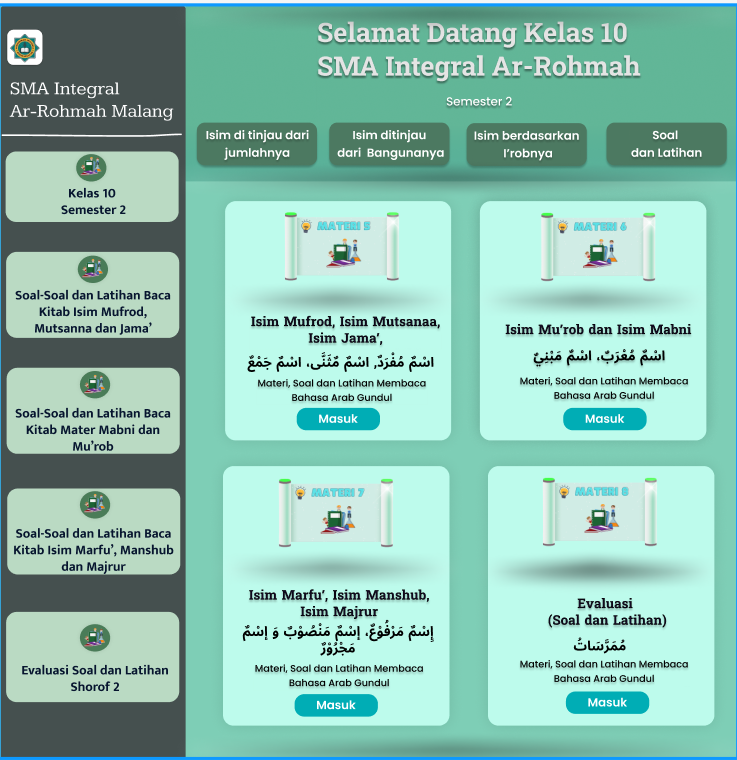 SMA Integral
Ar-Rohmah Malang
Kelas 10
Semester 2
Soal-Soal dan Latihan Baca
Kitab Isim Mufrod,
Mutsanna dan Jama’
Soal-Soal dan Latihan Baca
Kitab Mater Mabni dan
Mu’rob
Soal-Soal dan Latihan Baca
Kitab Isim Marfu’, Manshub
dan Majrur
Evaluasi Soal dan Latihan
Shorof 2
Selamat Datang Kelas 10
SMA Integral Ar-Rohmah
Semester 2
Isim di tinjau dari
jumlahnya
Isim ditinjau
dari Bangunanya
Isim berdasarkan
I’robnya
Soal
dan Latihan
MATERI 5
Isim Mufrod, Isim Mutsanaa,
Isim Jama’,
اسْمٌ مُفْرَدٌ, اسْمٌ مٌثَنَّى، اسْمٌ جَمْعٌ
Materi, Soal dan Latihan Membaca
Bahasa Arab Gundul
Masuk
MATERI 6
Isim Mu’rob dan Isim Mabni
اسْمٌ مُعْرَبٌ، اسْمٌ مَبْنِيٌّ
Materi, Soal dan Latihan Membaca
Bahasa Arab Gundul
Masuk
MATERI 7
Isim Marfu’, Isim Manshub,
Isim Majrur
إِسْمٌ مَرْفُوْعٌ، إِسْمٌ مَنْصُوْبٌ وَ إِسْمٌ
مَجْرُوْرٌ
Materi, Soal dan Latihan Membaca
Bahasa Arab Gundul
Masuk
MATERI 8
Evaluasi
(Soal dan Latihan)
مُمَرَّسَاتُ
Materi, Soal dan Latihan Membaca
Bahasa Arab Gundul
Masuk